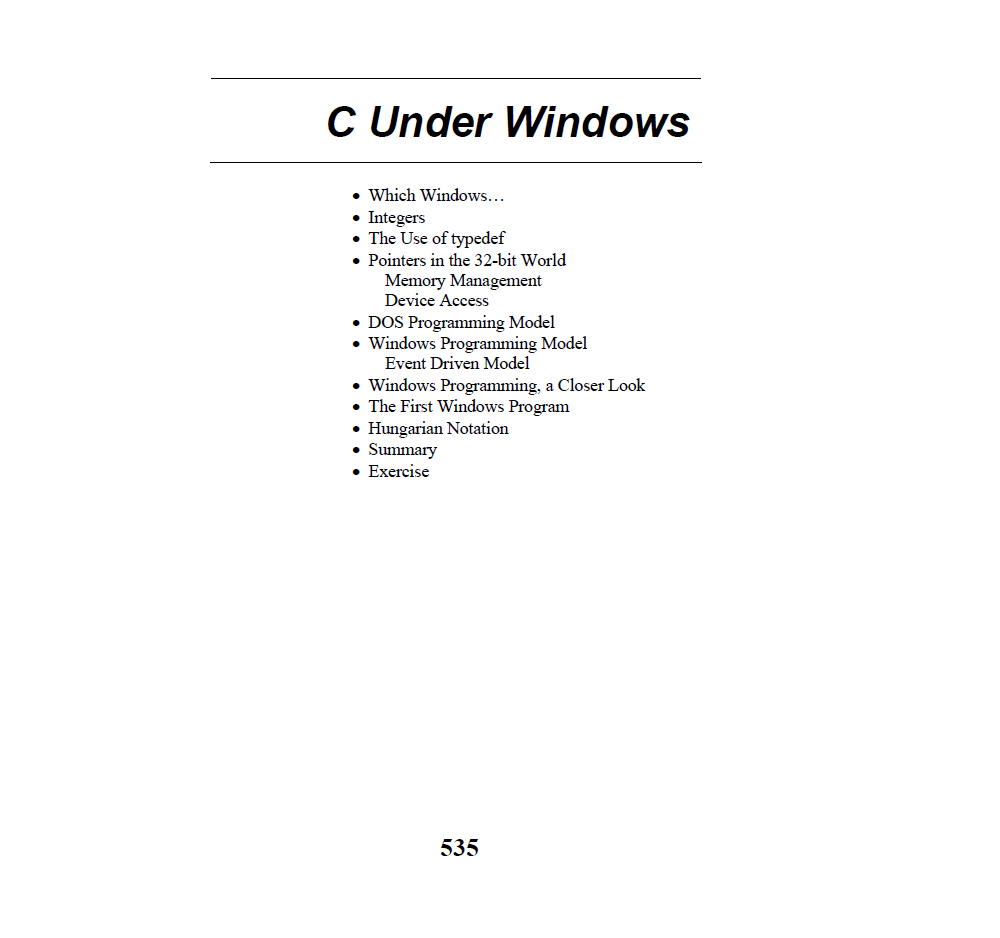 C Under Windows
• Which Windows…
• Integers
• The Use of typedef
• Pointers in the 32-bit World
Memory Management
Device Access
• DOS Programming Model
• Windows Programming Model
Event Driven Model
• Windows Programming, a Closer Look
• The First Windows Program
• Hungarian Notation
• Summary
• Exercise
535